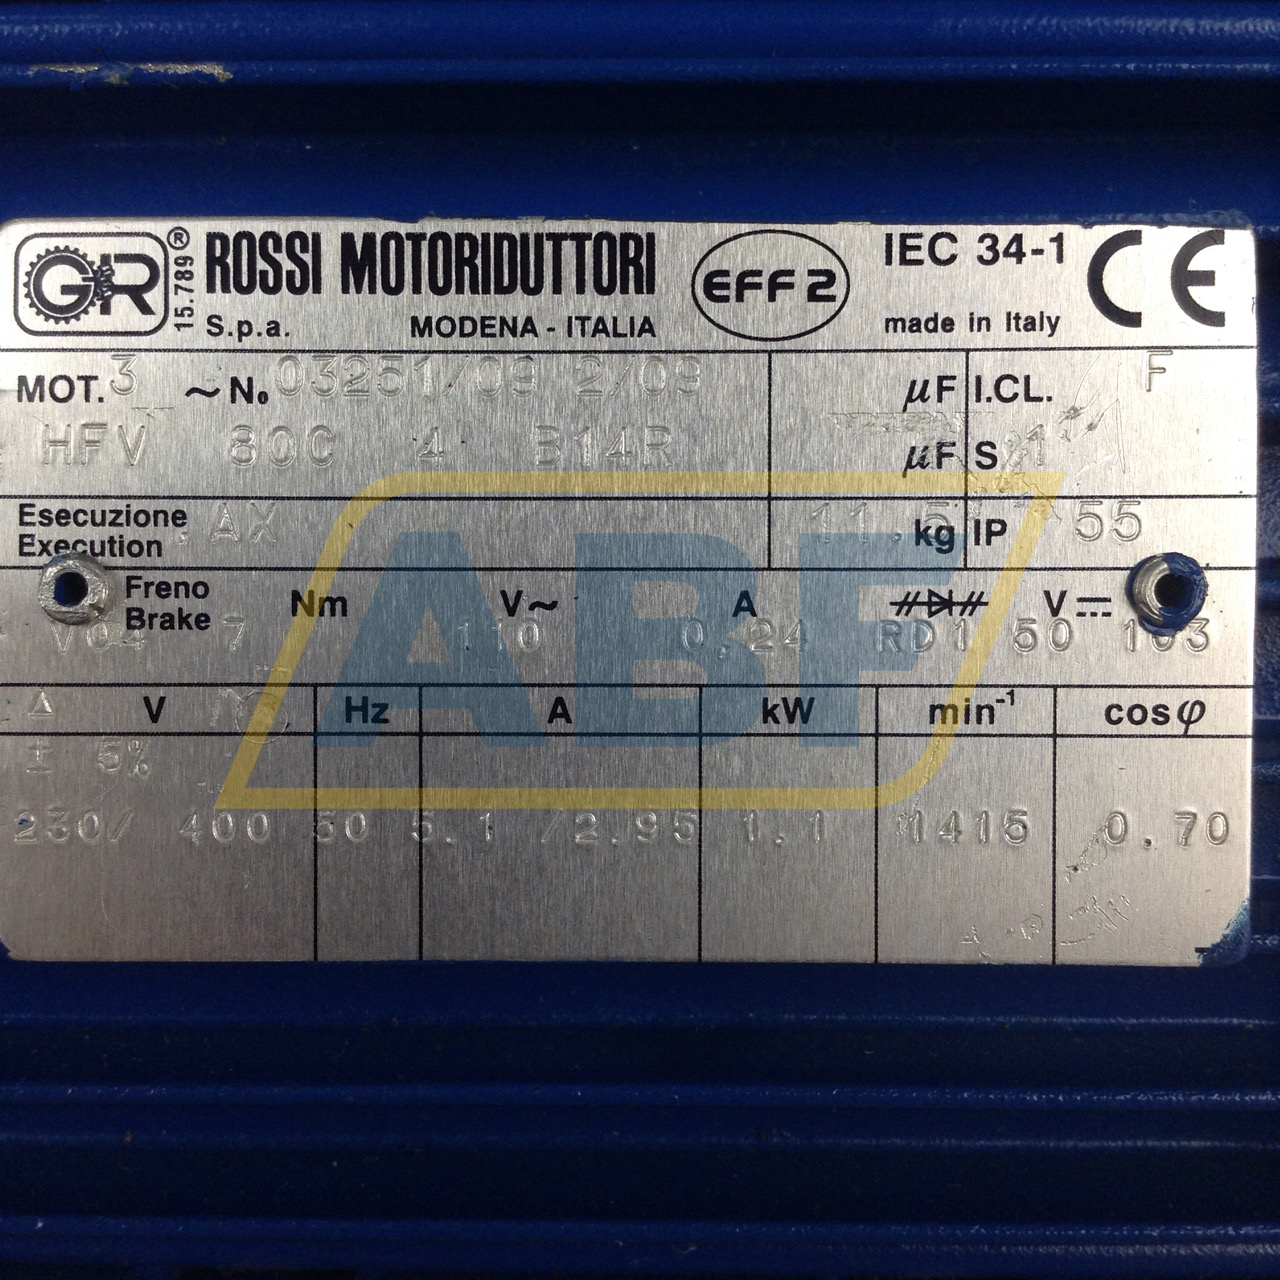 GR ® 15.789 ROSSI MOTORIDUTTORI EFF2 IEC 34-1 CE
S.p.a. MODENA - ITALIA made in Italy
MOT. 3 ~ No 03251/09 2/09 µF I.CL. F
HFV 80C 4 B14R µF S 1
Esecuzione
Execution ,AX 11.5 kg IP 55
Freno
Brake Nm V~ A V⎓
V04 7 110 0,24 RD1 50 103
Δ V Y Hz A kW min-1 cosφ
± 5%
230/ 400 50 5.1 /2.95 1.1 1415 0.70
ABF